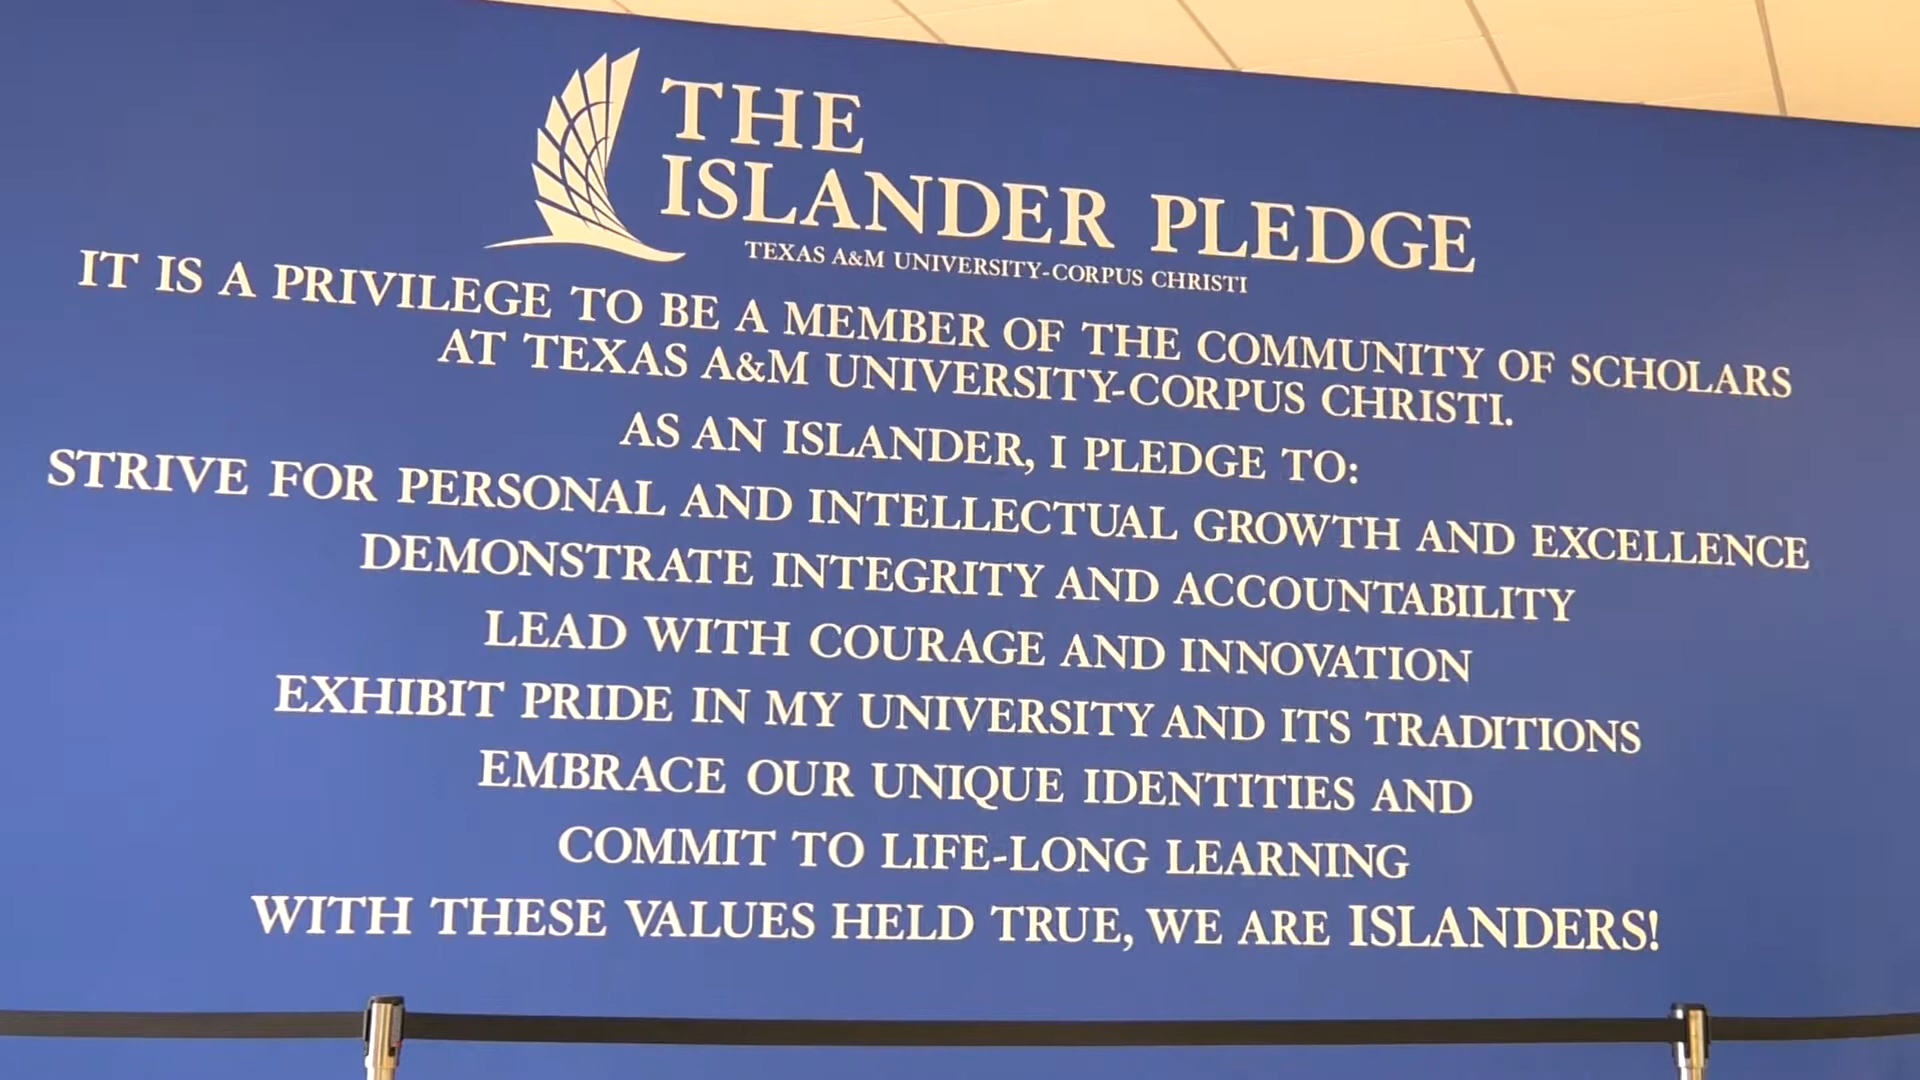 THE
ISLANDER PLEDGE
TEXAS A&M UNIVERSITY-CORPUS CHRISTI
IT IS A PRIVILEGE TO BE A MEMBER OF THE COMMUNITY OF SCHOLARS
AT TEXAS A&M UNIVERSITY-CORPUS CHRISTI.
AS AN ISLANDER, I PLEDGE TO:
STRIVE FOR PERSONAL AND INTELLECTUAL GROWTH AND EXCELLENCE
DEMONSTRATE INTEGRITY AND ACCOUNTABILITY
LEAD WITH COURAGE AND INNOVATION
EXHIBIT PRIDE IN MY UNIVERSITY AND ITS TRADITIONS
EMBRACE OUR UNIQUE IDENTITIES AND
COMMIT TO LIFE-LONG LEARNING
WITH THESE VALUES HELD TRUE, WE ARE ISLANDERS!